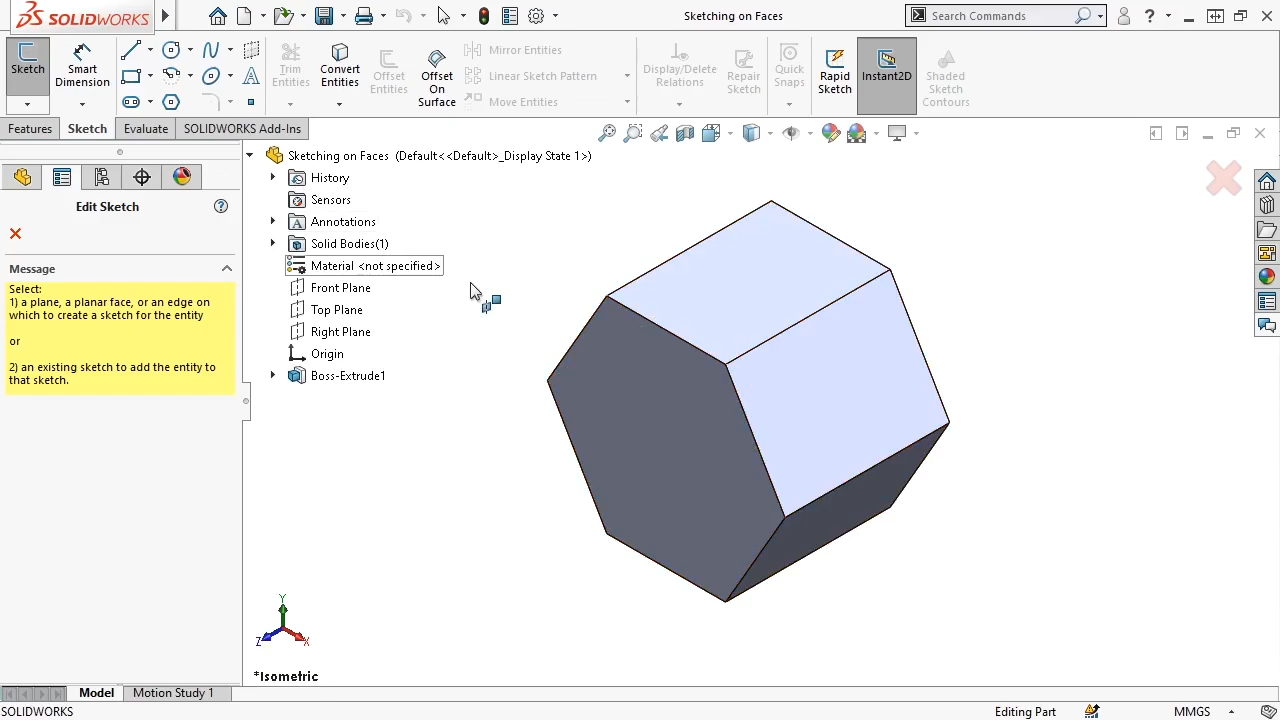 SOLIDWORKS
Sketching on Faces
Search Commands
Sketch
Smart Dimension
Trim Entities
Convert Entities
Offset Entities
Offset On Surface
Mirror Entities
Linear Sketch Pattern
Move Entities
Display/Delete Relations
Repair Sketch
Quick Snaps
Rapid Sketch
Instant2D
Shaded Sketch Contours
Features
Sketch
Evaluate
SOLIDWORKS Add-Ins
Edit Sketch
Message
Select:
1) a plane, a planar face, or an edge on
which to create a sketch for the entity
or
2) an existing sketch to add the entity to
that sketch.
Sketching on Faces (Default<<Default>_Display State 1>)
History
Sensors
Annotations
Solid Bodies(1)
Material <not specified>
Front Plane
Top Plane
Right Plane
Origin
Boss-Extrude1
Y
Z
X
*Isometric
Model
Motion Study 1
SOLIDWORKS
Editing Part
MMGS